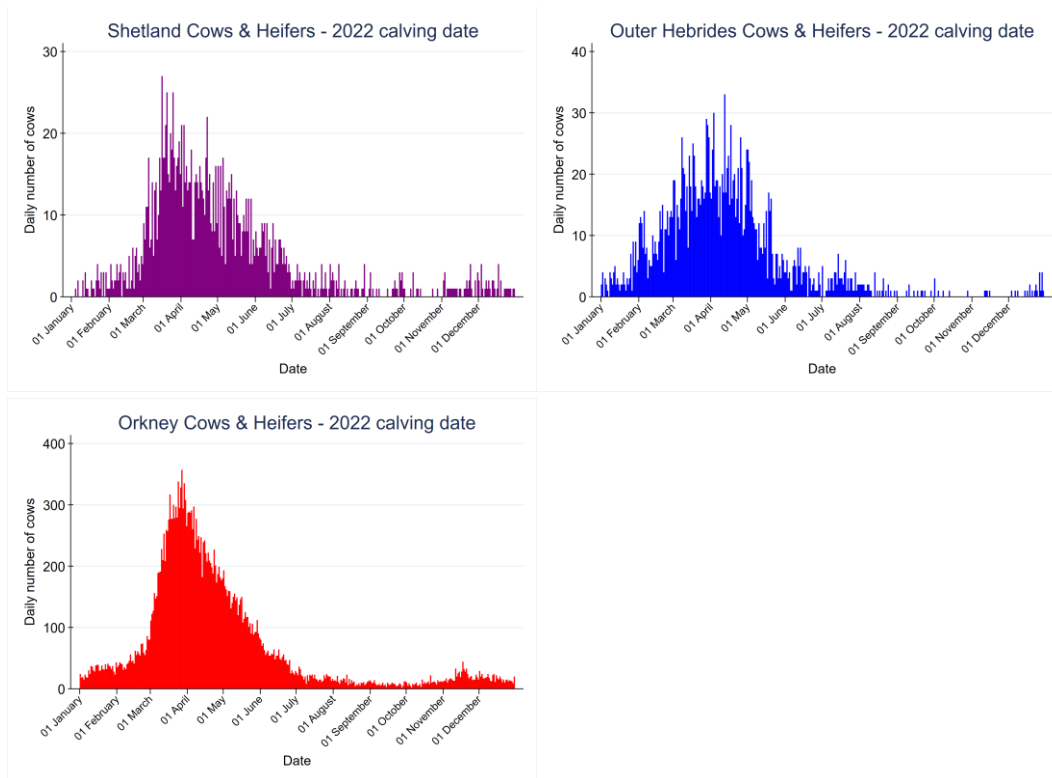 Shetland Cows & Heifers - 2022 calving date
30
20
10
0
Daily number of cows
01 January
01 February
01 March
01 April
01 May
01 June
01 July
01 August
01 September
01 October
01 November
01 December
Date
Outer Hebrides Cows & Heifers - 2022 calving date
40
30
20
10
0
Daily number of cows
01 January
01 February
01 March
01 April
01 May
01 June
01 July
01 August
01 September
01 October
01 November
01 December
Date
Orkney Cows & Heifers - 2022 calving date
400
300
200
100
0
Daily number of cows
01 January
01 February
01 March
01 April
01 May
01 June
01 July
01 August
01 September
01 October
01 November
01 December
Date